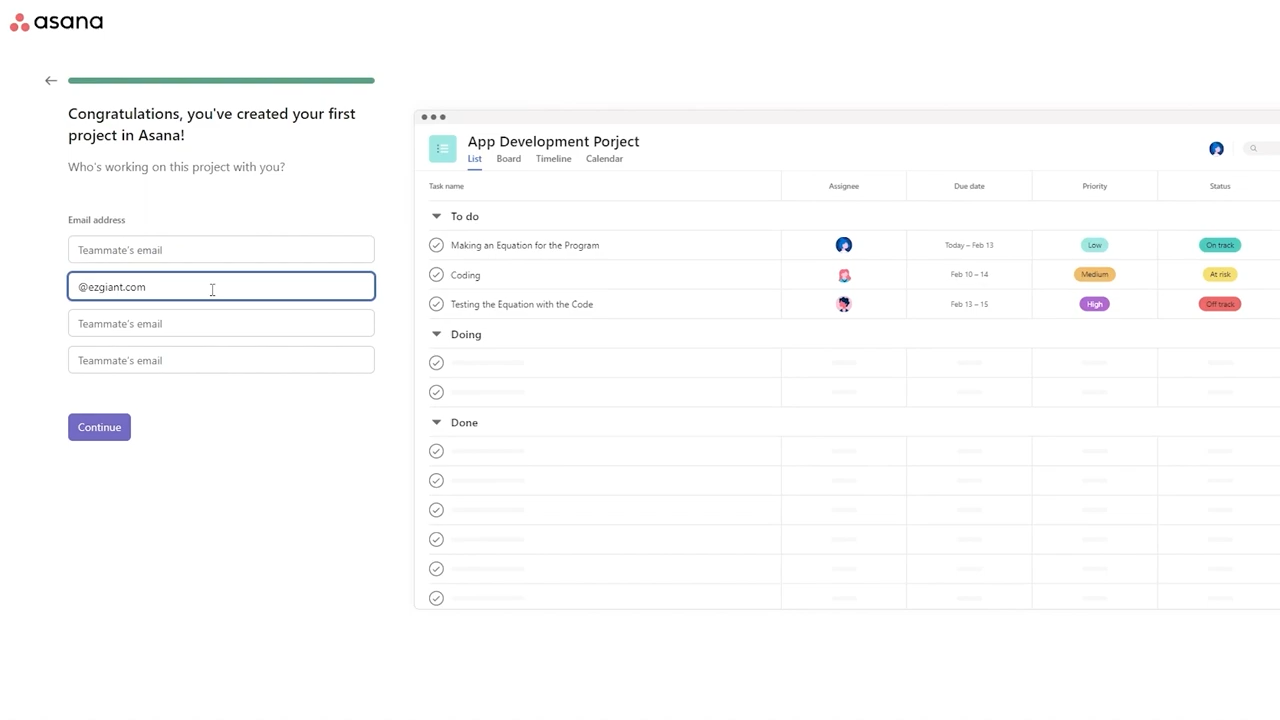 asana
Congratulations, you've created your first
project in Asana!
Who's working on this project with you?
Email address
Teammate's email
@ezgiant.com
Teammate's email
Teammate's email
Continue
App Development Porject
List Board Timeline Calendar
Task name Assignee Due date Priority Status
To do
Making an Equation for the Program Today – Feb 13 Low On track
Coding Feb 10 – 14 Medium At risk
Testing the Equation with the Code Feb 13 – 15 High Off track
Doing
Done